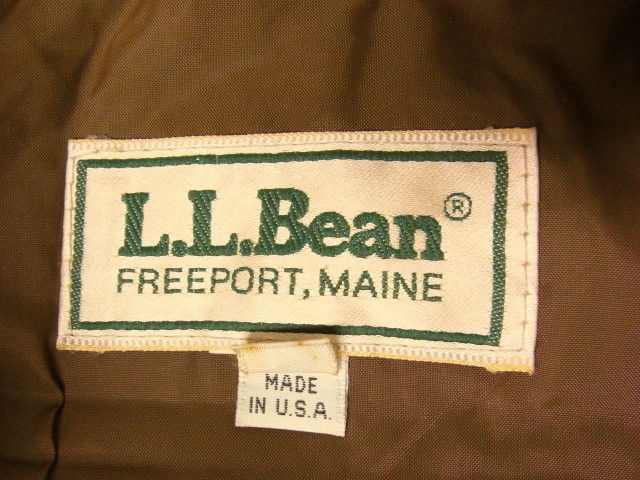 L.L.Bean®
FREEPORT, MAINE
MADE
IN U.S.A.